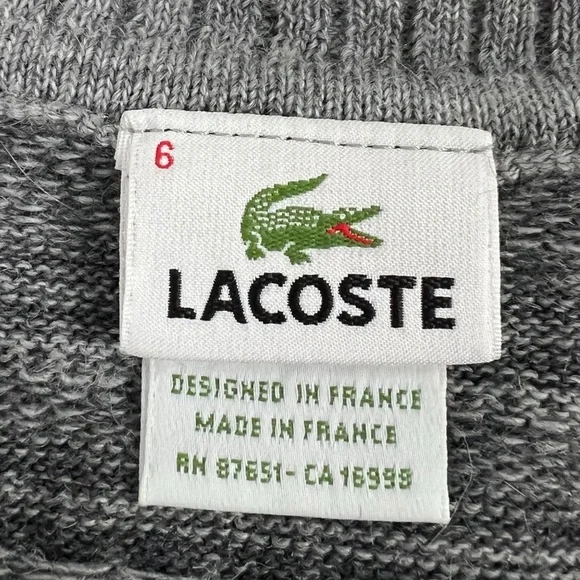 6
LACOSTE
DESIGNED IN FRANCE
MADE IN FRANCE
RN 87651- CA 16998